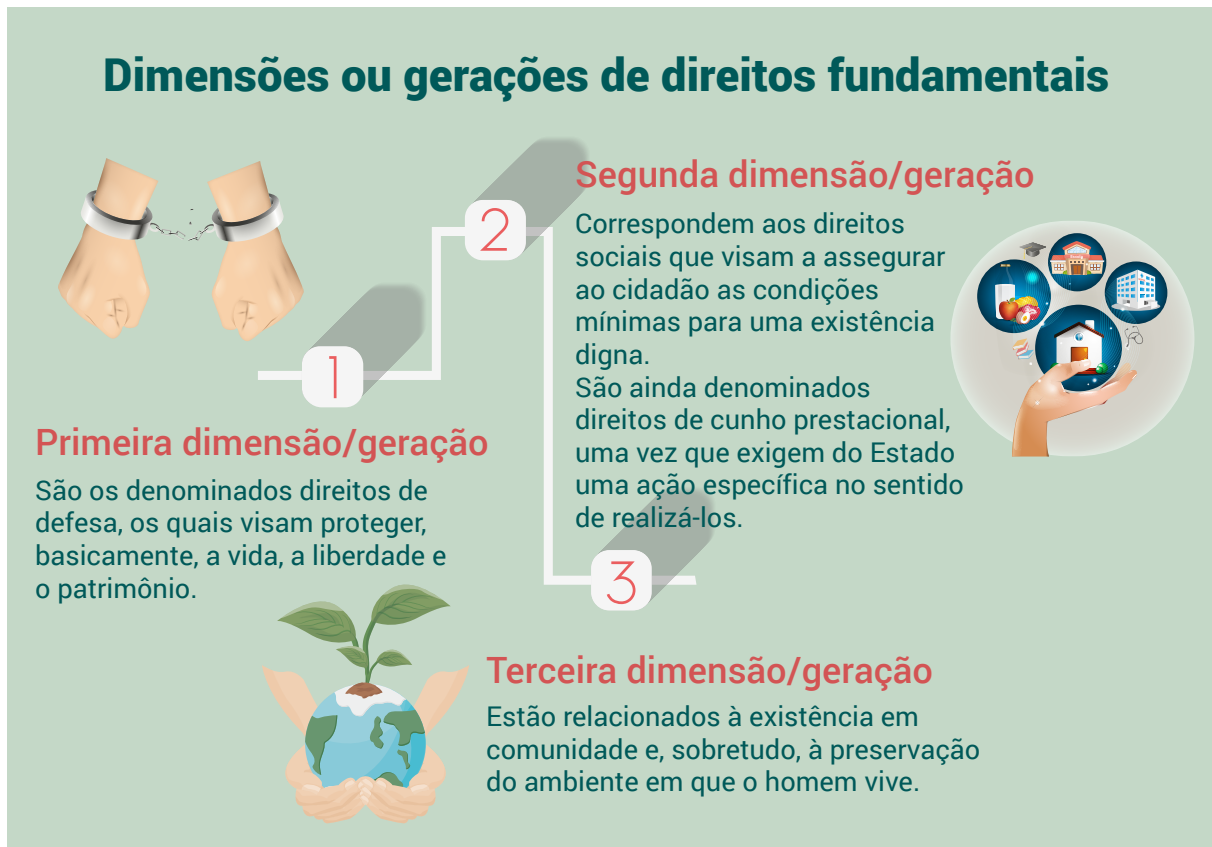 Dimensões ou gerações de direitos fundamentais
1
Primeira dimensão/geração
São os denominados direitos de
defesa, os quais visam proteger,
basicamente, a vida, a liberdade e
o patrimônio.
2
Segunda dimensão/geração
Correspondem aos direitos
sociais que visam a assegurar
ao cidadão as condições
mínimas para uma existência
digna.
São ainda denominados
direitos de cunho prestacional,
uma vez que exigem do Estado
uma ação específica no sentido
de realizá-los.
3
Terceira dimensão/geração
Estão relacionados à existência em
comunidade e, sobretudo, à preservação
do ambiente em que o homem vive.